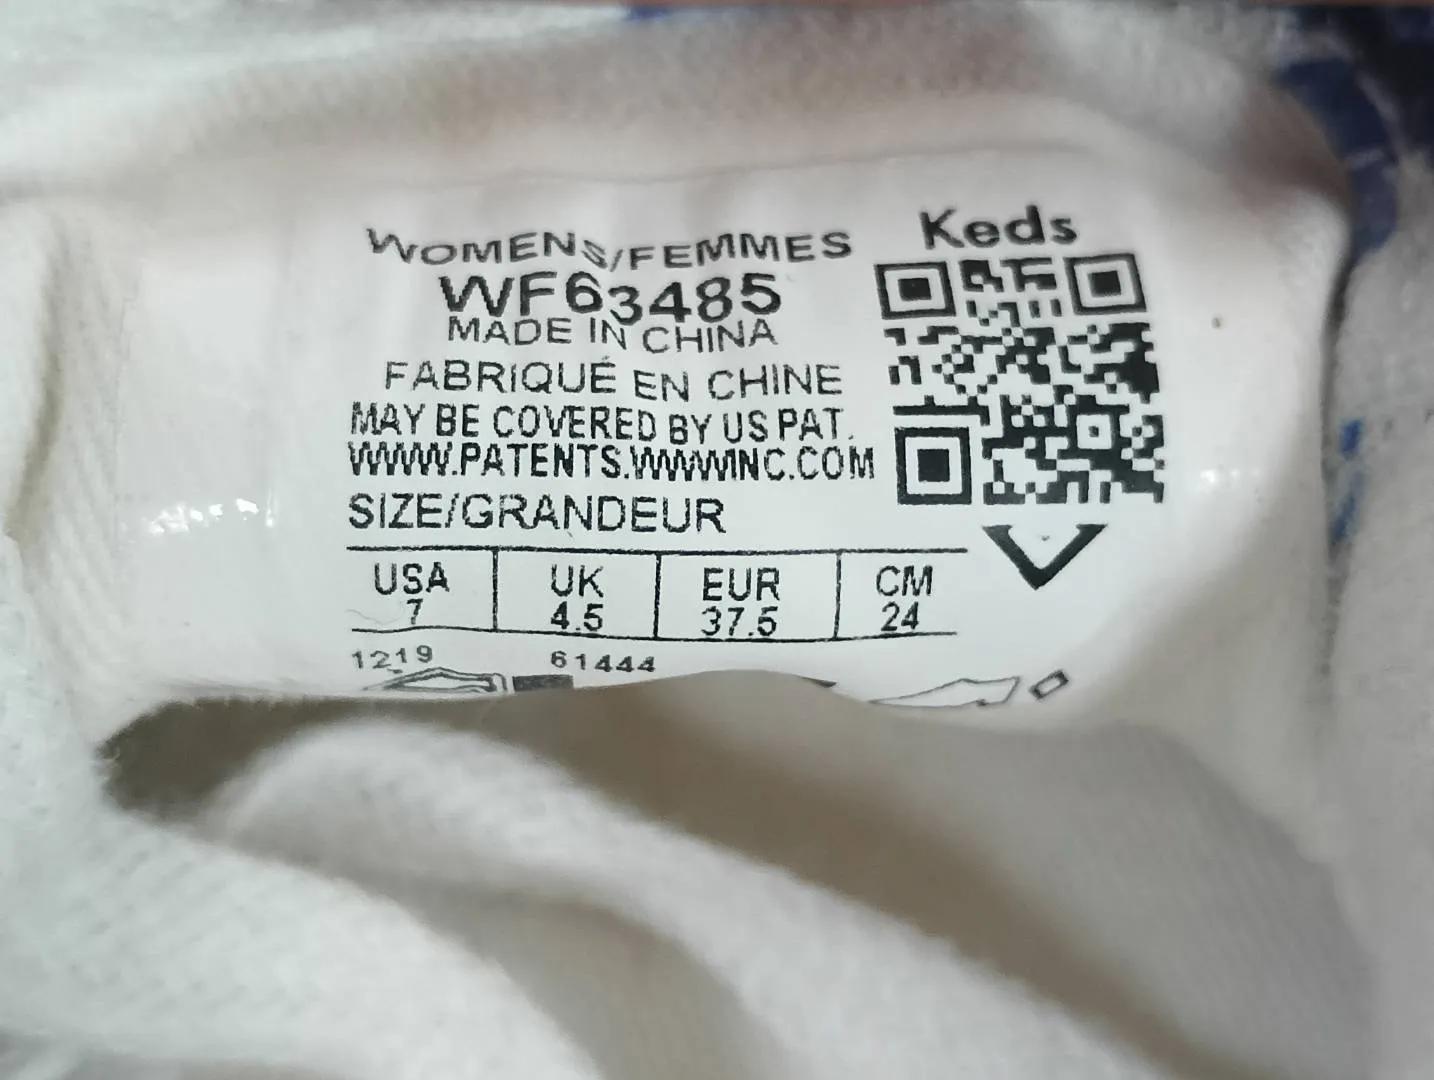 Keds
WOMENS/FEMMES
WF63485
MADE IN CHINA
FABRIQUÉ EN CHINE
MAY BE COVERED BY US PAT.
WWW.PATENTS.WWWINC.COM
SIZE/GRANDEUR
USA UK EUR CM
7 4.5 37.5 24
1219 61444